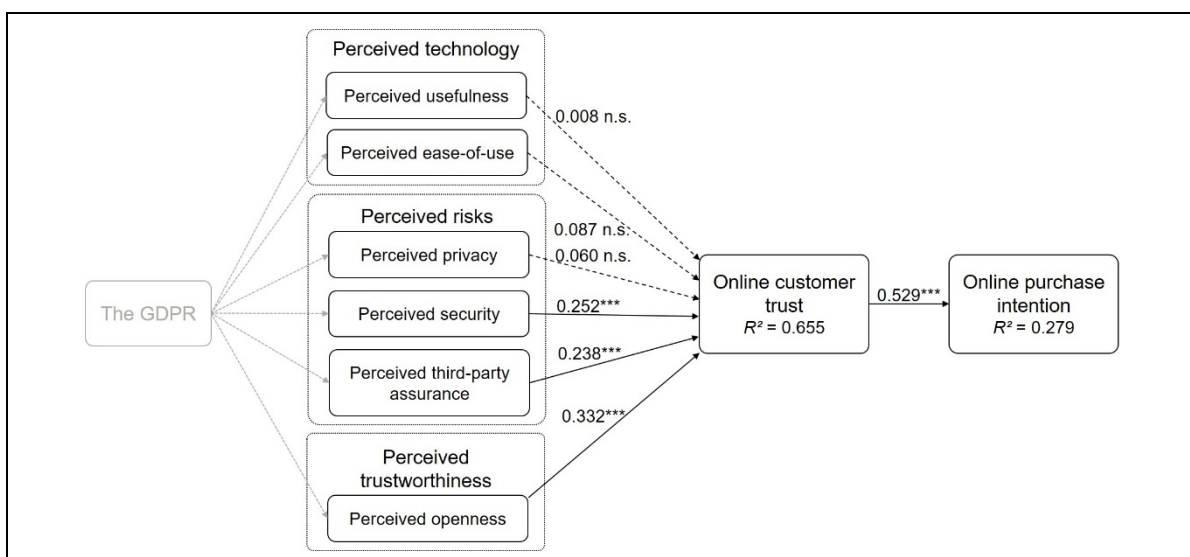 The GDPR
Perceived technology
Perceived usefulness
Perceived ease-of-use
Perceived risks
Perceived privacy
Perceived security
Perceived third-party
assurance
Perceived
trustworthiness
Perceived openness
0.008 n.s.
0.087 n.s.
0.060 n.s.
0.252***
0.238***
0.332***
Online customer
trust
R² = 0.655
0.529***
Online purchase
intention
R² = 0.279